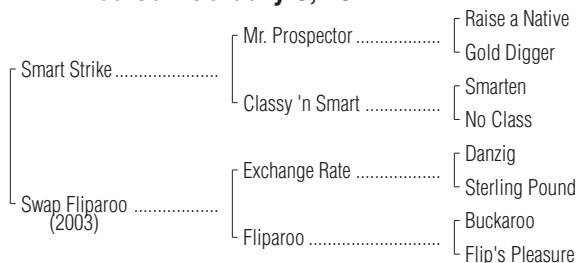 Raise a Native
Mr. Prospector
Gold Digger
Smart Strike
Smarten
Classy 'n Smart
No Class
Danzig
Exchange Rate
Sterling Pound
Swap Fliparoo
(2003)
Buckaroo
Fliparoo
Flip's Pleasure